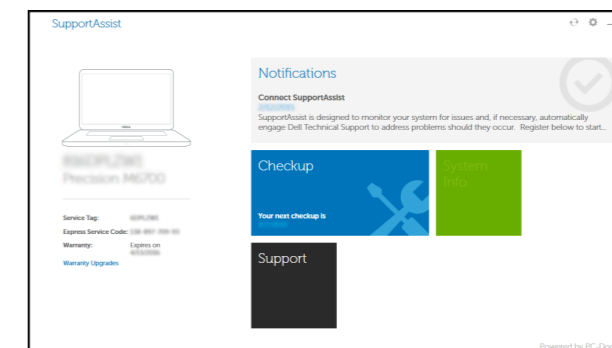 SupportAssist
Notifications
Connect SupportAssist
SupportAssist is designed to monitor your system for issues and, if necessary, automatically
engage Dell Technical Support to address problems should they occur. Register below to start...
Checkup
System
Info
Precision M6700
Your next checkup is
Service Tag:
Express Service Code:
Warranty: Expires on
Warranty Upgrades
Support
Powered by PC-Doc